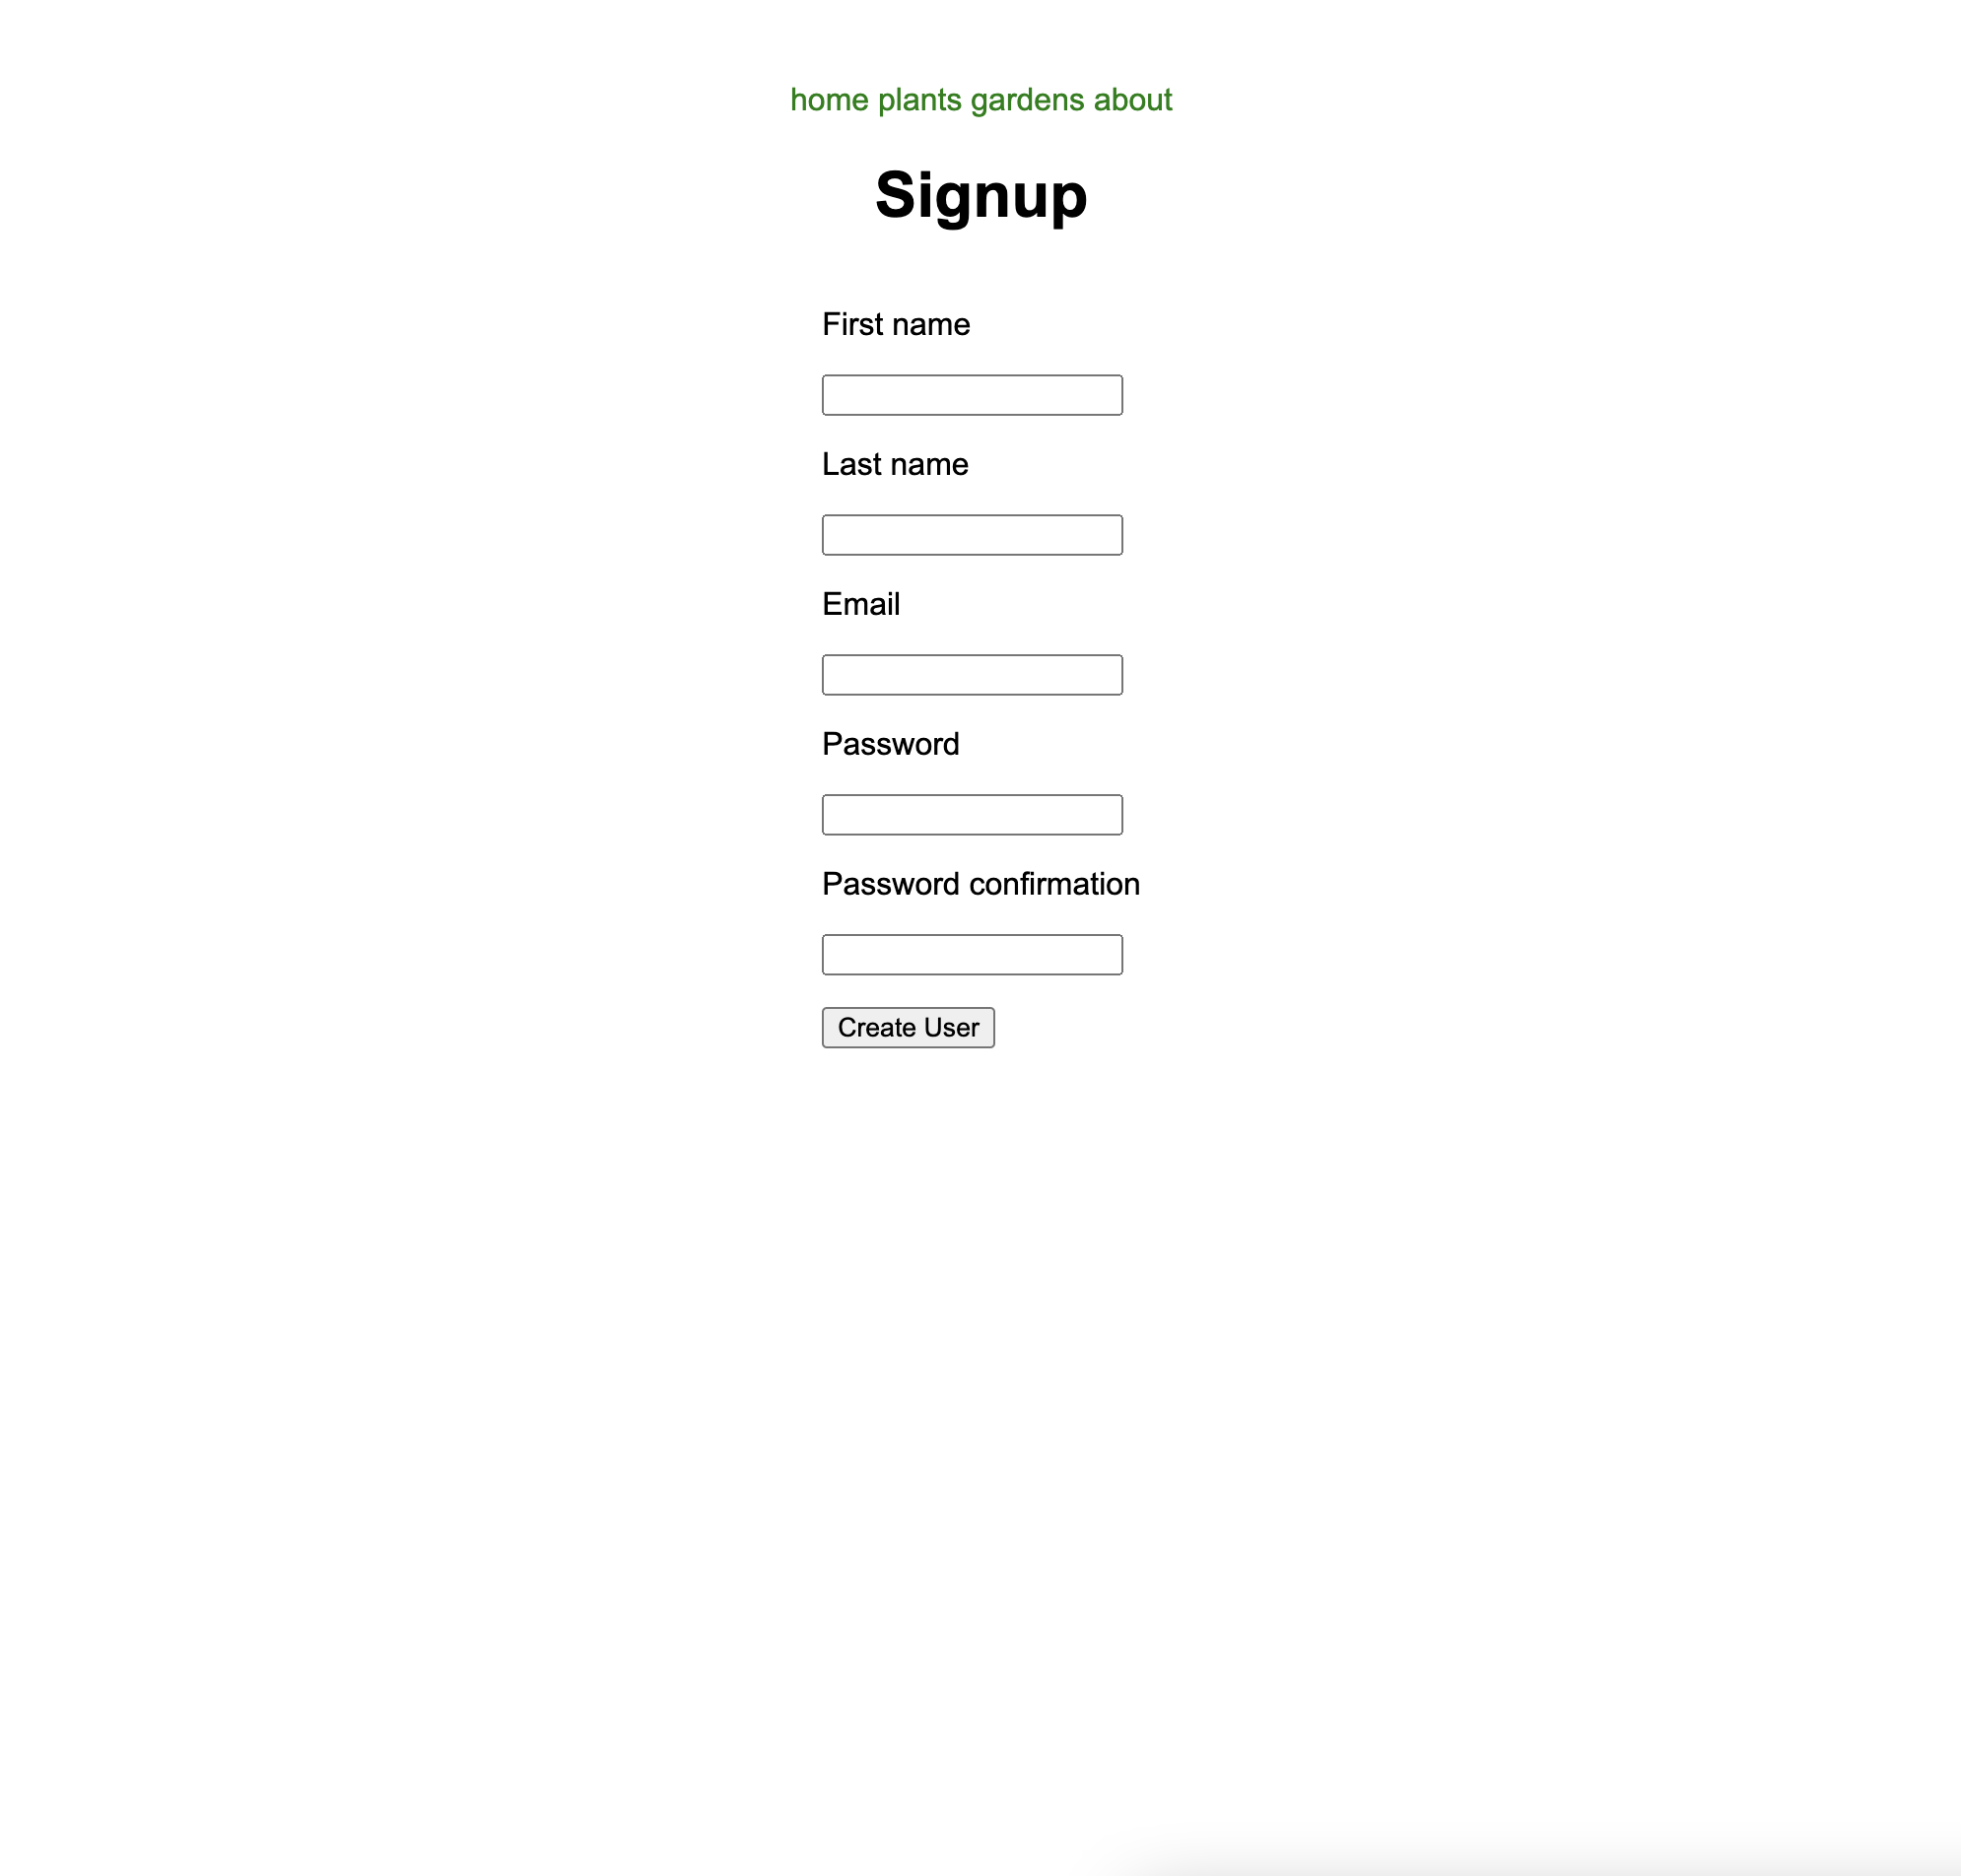 home plants gardens about
Signup
First name
Last name
Email
Password
Password confirmation
Create User